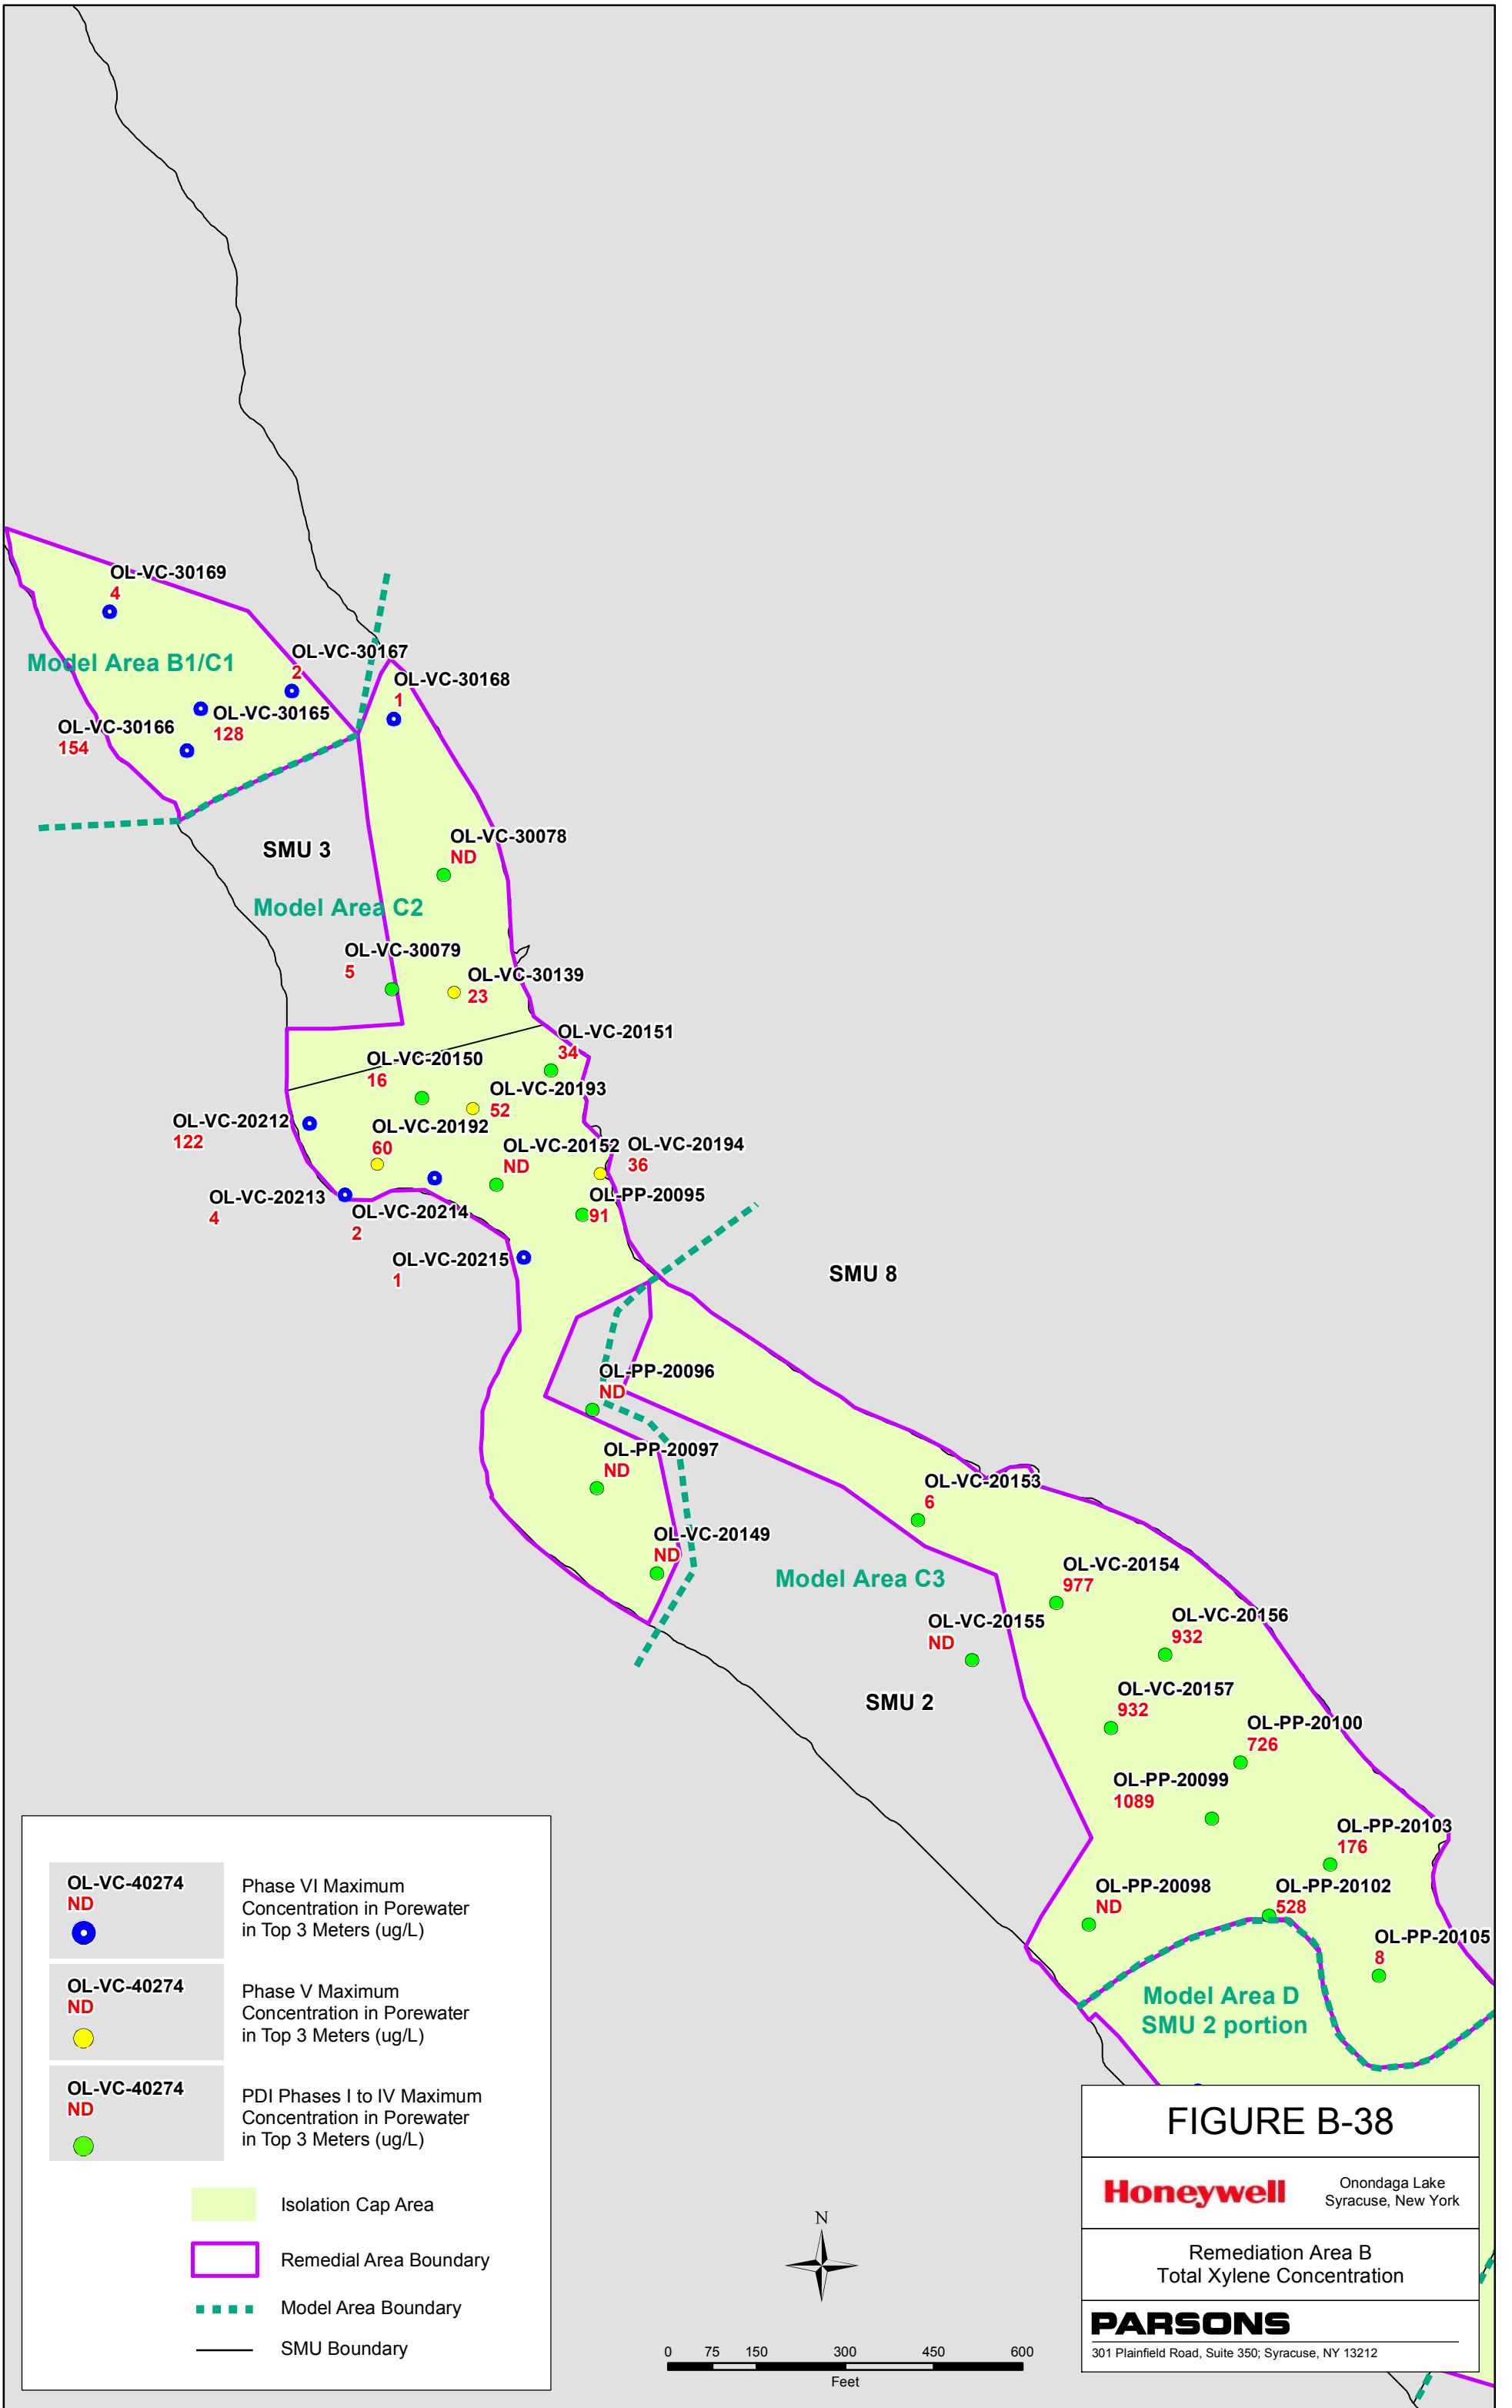 OL-VC-30169
4
Model Area B1/C1
OL-VC-30167
2
OL-VC-30168
1
OL-VC-30165
128
OL-VC-30166
154
OL-VC-30078
ND
SMU 3
Model Area C2
OL-VC-30079
5
OL-VC-30139
23
OL-VC-20151
34
OL-VC-20150
16
OL-VC-20193
52
OL-VC-20212
122
OL-VC-20192
60
OL-VC-20152
ND
OL-VC-20194
36
OL-VC-20213
4
OL-VC-20214
2
OL-PP-20095
91
OL-VC-20215
1
SMU 8
OL-PP-20096
ND
OL-PP-20097
ND
OL-VC-20153
6
OL-VC-20149
ND
Model Area C3
OL-VC-20154
977
OL-VC-20155
ND
OL-VC-20156
932
SMU 2
OL-VC-20157
932
OL-PP-20100
726
OL-PP-20099
1089
OL-PP-20103
176
OL-PP-20098
ND
OL-PP-20102
528
OL-PP-20105
8
Model Area D
SMU 2 portion
OL-VC-40274
ND
Phase VI Maximum
Concentration in Porewater
in Top 3 Meters (ug/L)
OL-VC-40274
ND
Phase V Maximum
Concentration in Porewater
in Top 3 Meters (ug/L)
OL-VC-40274
ND
PDI Phases I to IV Maximum
Concentration in Porewater
in Top 3 Meters (ug/L)
Isolation Cap Area
Remedial Area Boundary
Model Area Boundary
SMU Boundary
N
0 75 150 300 450 600
Feet
FIGURE B-38
Honeywell
Onondaga Lake
Syracuse, New York
Remediation Area B
Total Xylene Concentration
PARSONS
301 Plainfield Road, Suite 350; Syracuse, NY 13212